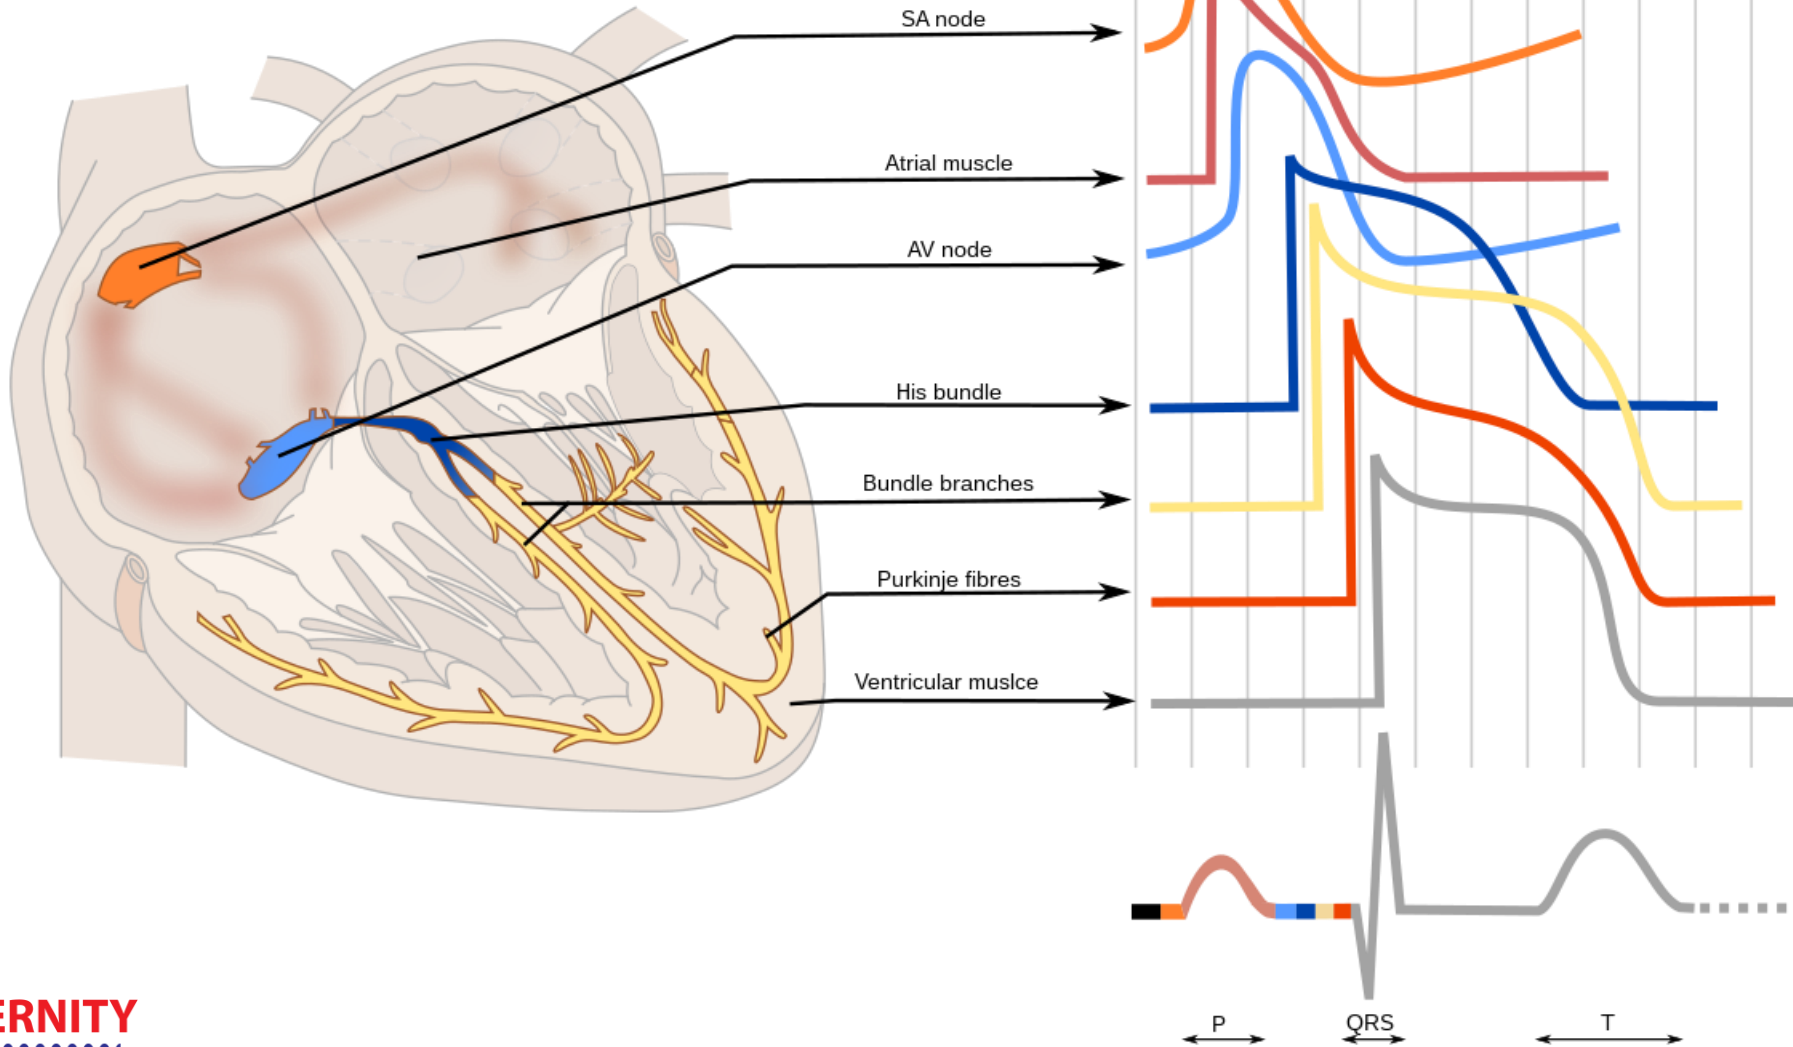 SA node
Atrial muscle
AV node
His bundle
Bundle branches
Purkinje fibres
Ventricular muslce
P
QRS
T
ERNITY